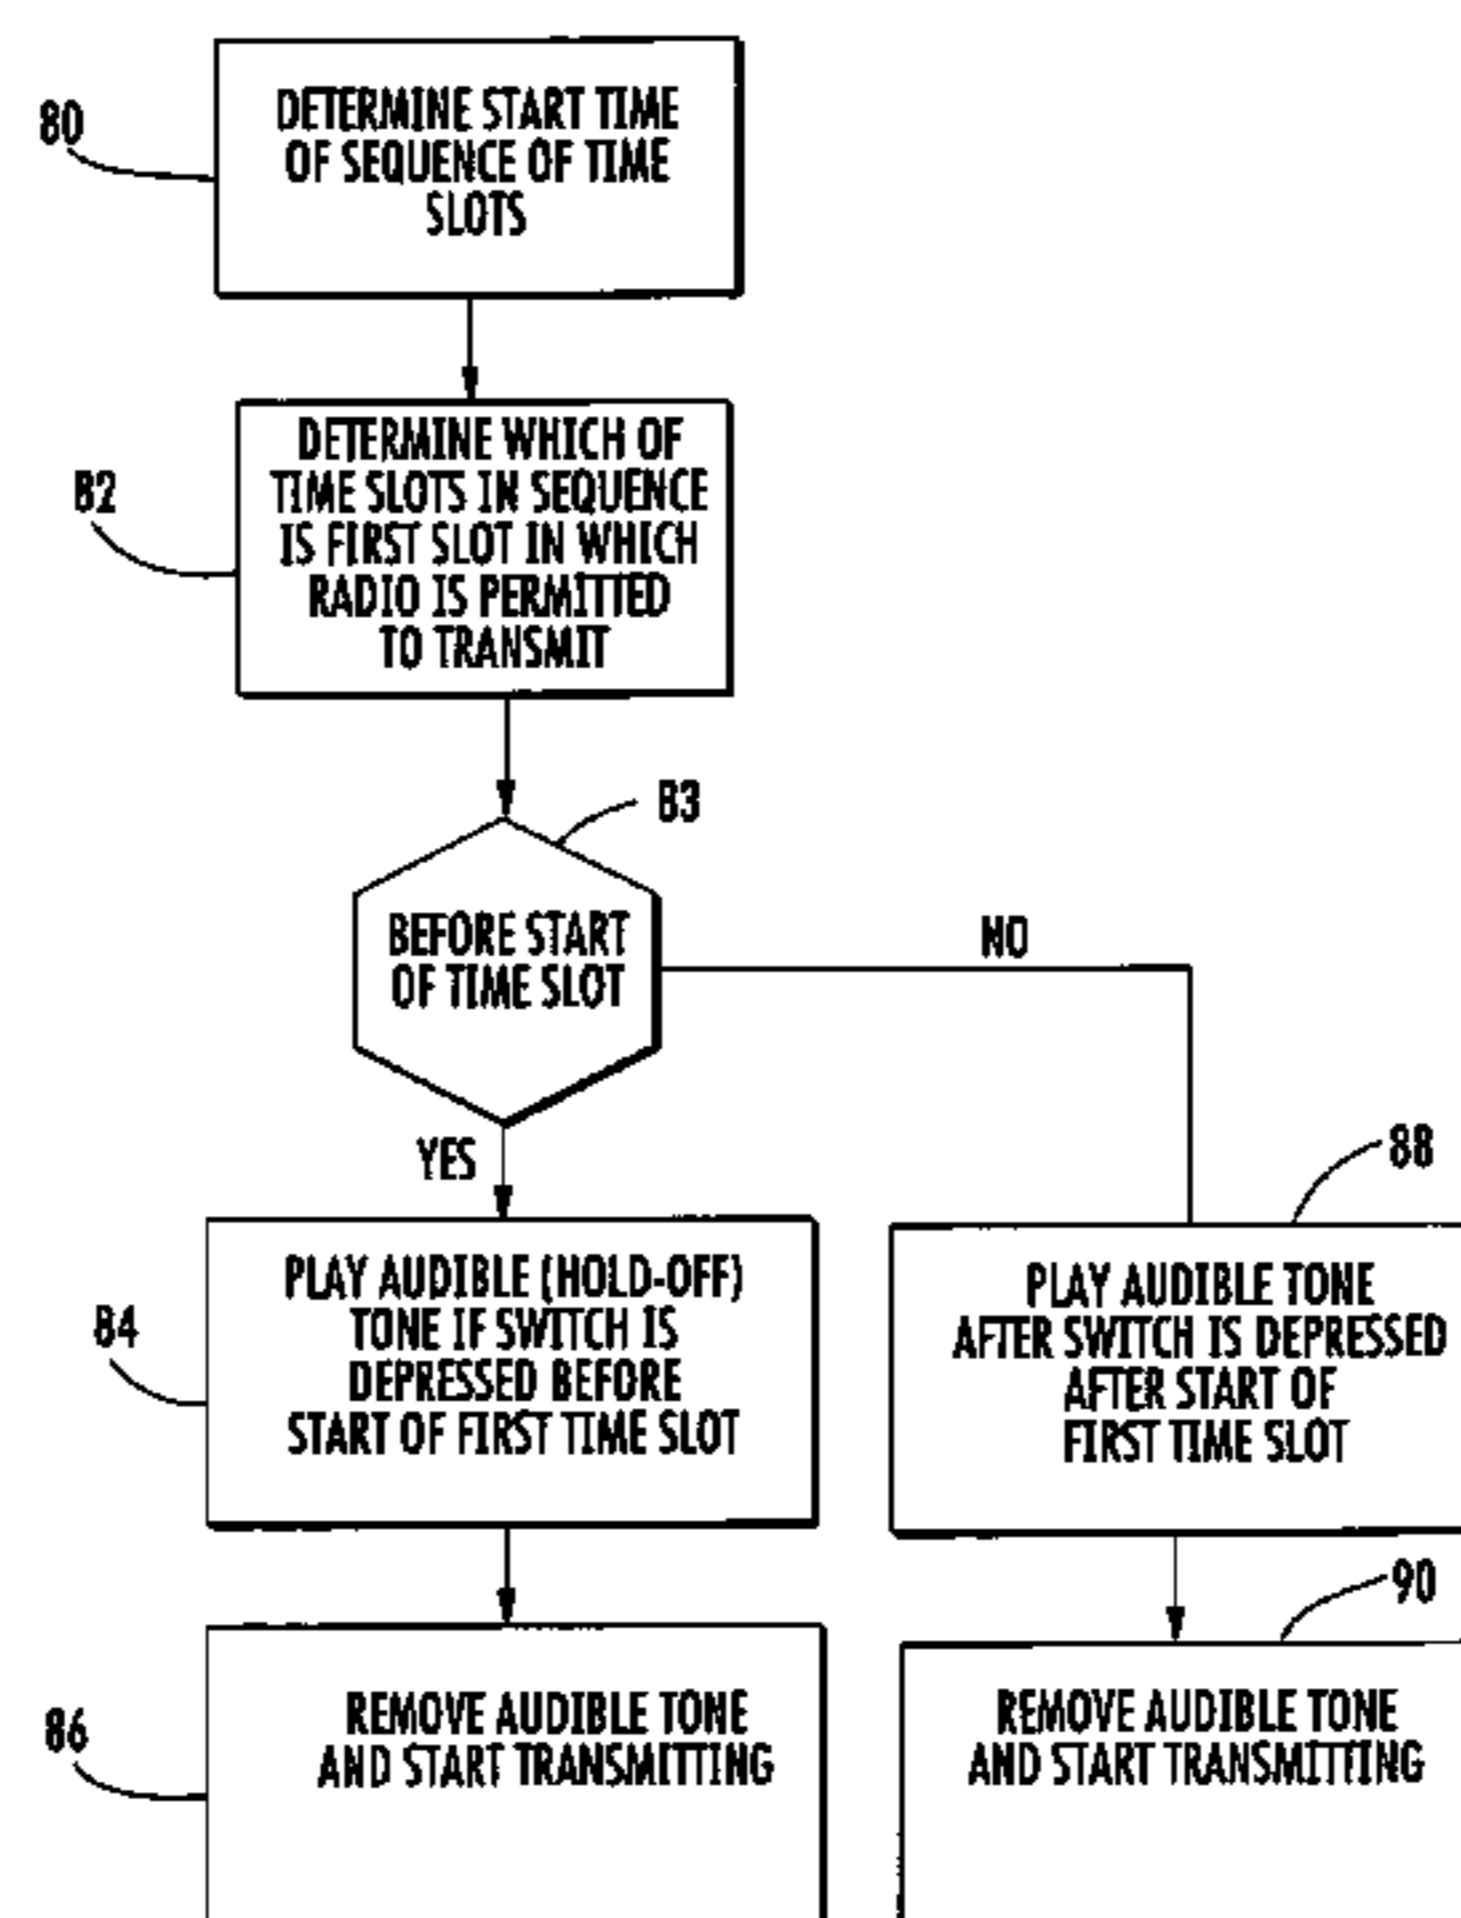 80
DETERMINE START TIME
OF SEQUENCE OF TIME
SLOTS
82
DETERMINE WHICH OF
TIME SLOTS IN SEQUENCE
IS FIRST SLOT IN WHICH
RADIO IS PERMITTED
TO TRANSMIT
83
BEFORE START
OF TIME SLOT
NO
YES
84
PLAY AUDIBLE (HOLD-OFF)
TONE IF SWITCH IS
DEPRESSED BEFORE
START OF FIRST TIME SLOT
88
PLAY AUDIBLE TONE
AFTER SWITCH IS DEPRESSED
AFTER START OF
FIRST TIME SLOT
86
REMOVE AUDIBLE TONE
AND START TRANSMITTING
90
REMOVE AUDIBLE TONE
AND START TRANSMITTING